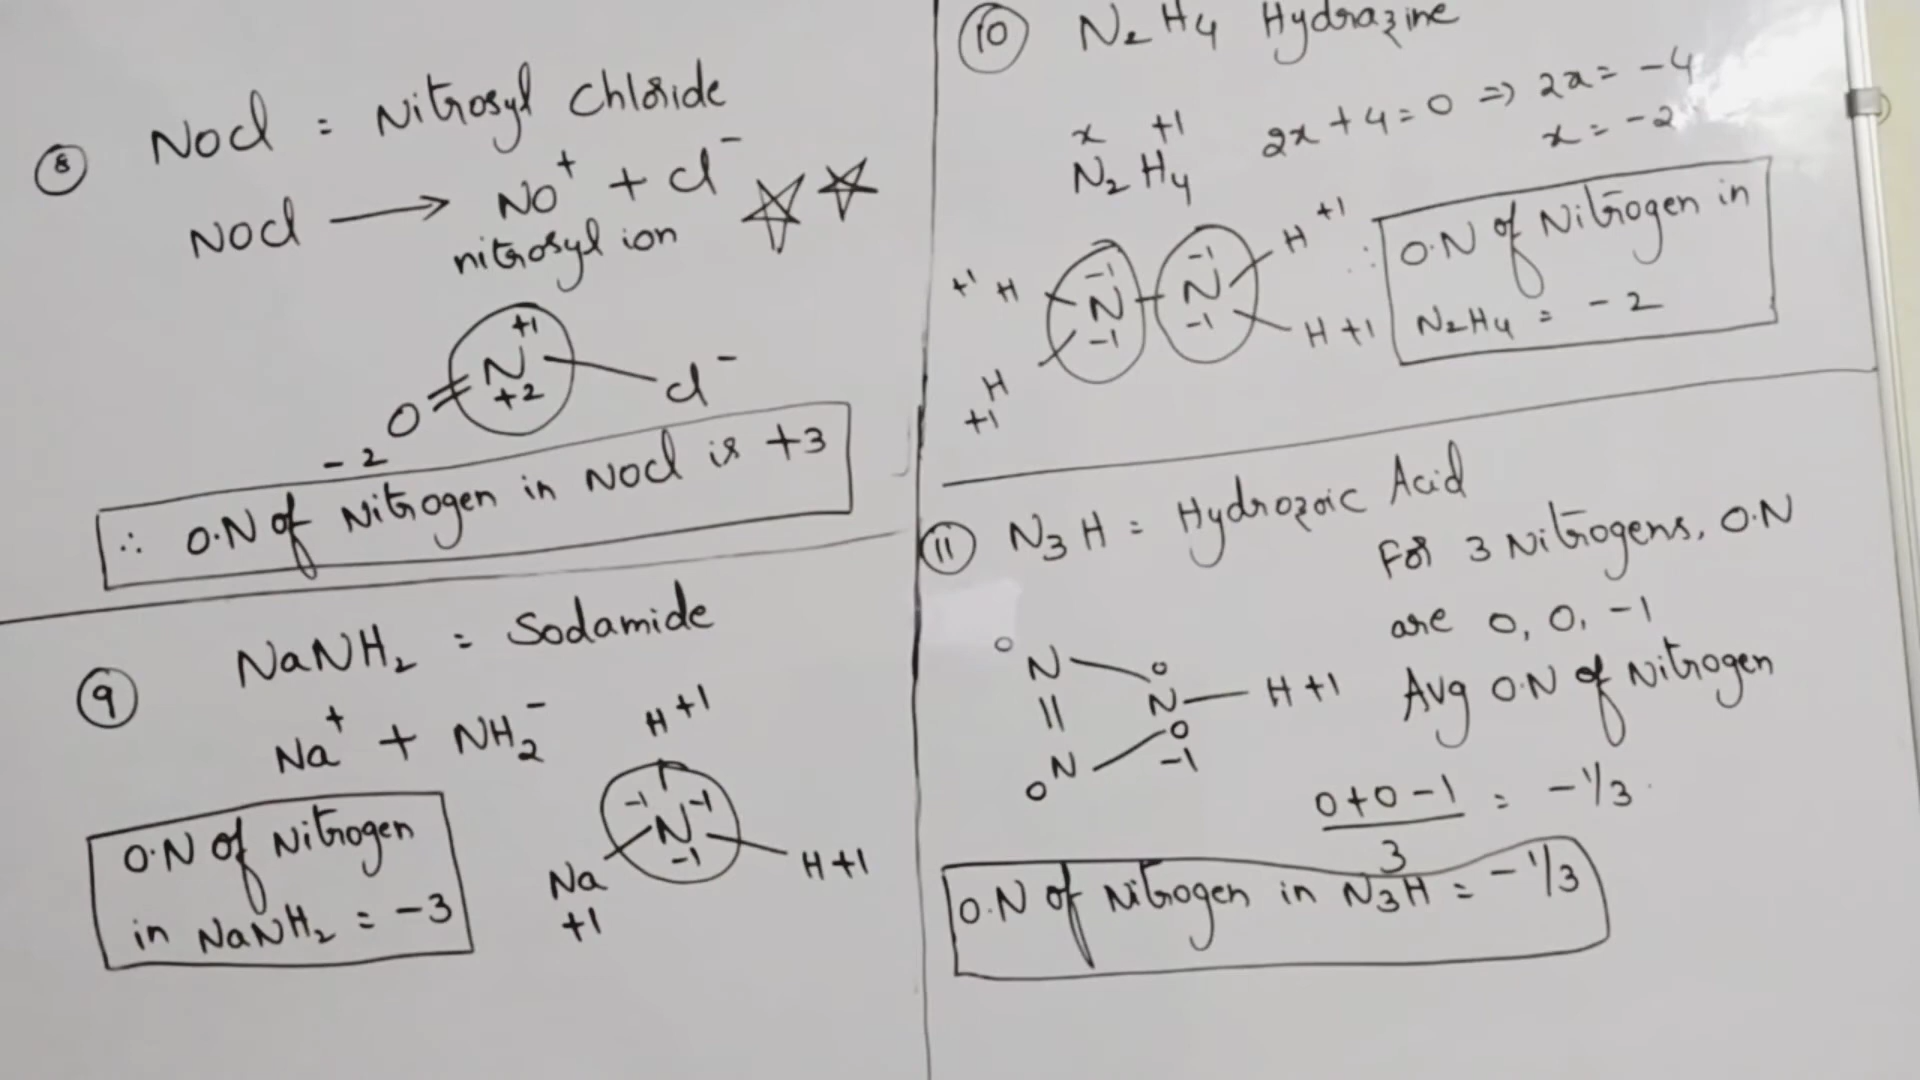 8 NOCl = Nitrosyl Chloride
NOCl → NO⁺ + Cl⁻
nitrosyl ion
+1
N
+2
O
-2
Cl⁻
∴ O.N of Nitrogen in NOCl is +3
9 NaNH₂ = Sodamide
Na⁺ + NH₂⁻
H +1
-1 -1
N
-1
Na
+1
H +1
O.N of Nitrogen
in NaNH₂ = -3
10 N₂H₄ Hydrazine
x +1
N₂H₄
2x + 4 = 0 ⇒ 2x = -4
x = -2
+1 H
-1
N
-1
-1
N
-1
H +1
H +1
H
+1
∴ O.N of Nitrogen in
N₂H₄ = -2
11 N₃H = Hydrozoic Acid
For 3 Nitrogens, O.N
are 0, 0, -1
0 N
||
0 N
0
N
0
-1
H +1
Avg O.N of Nitrogen
0+0-1 / 3 = -1/3
O.N of Nitrogen in N₃H = -1/3